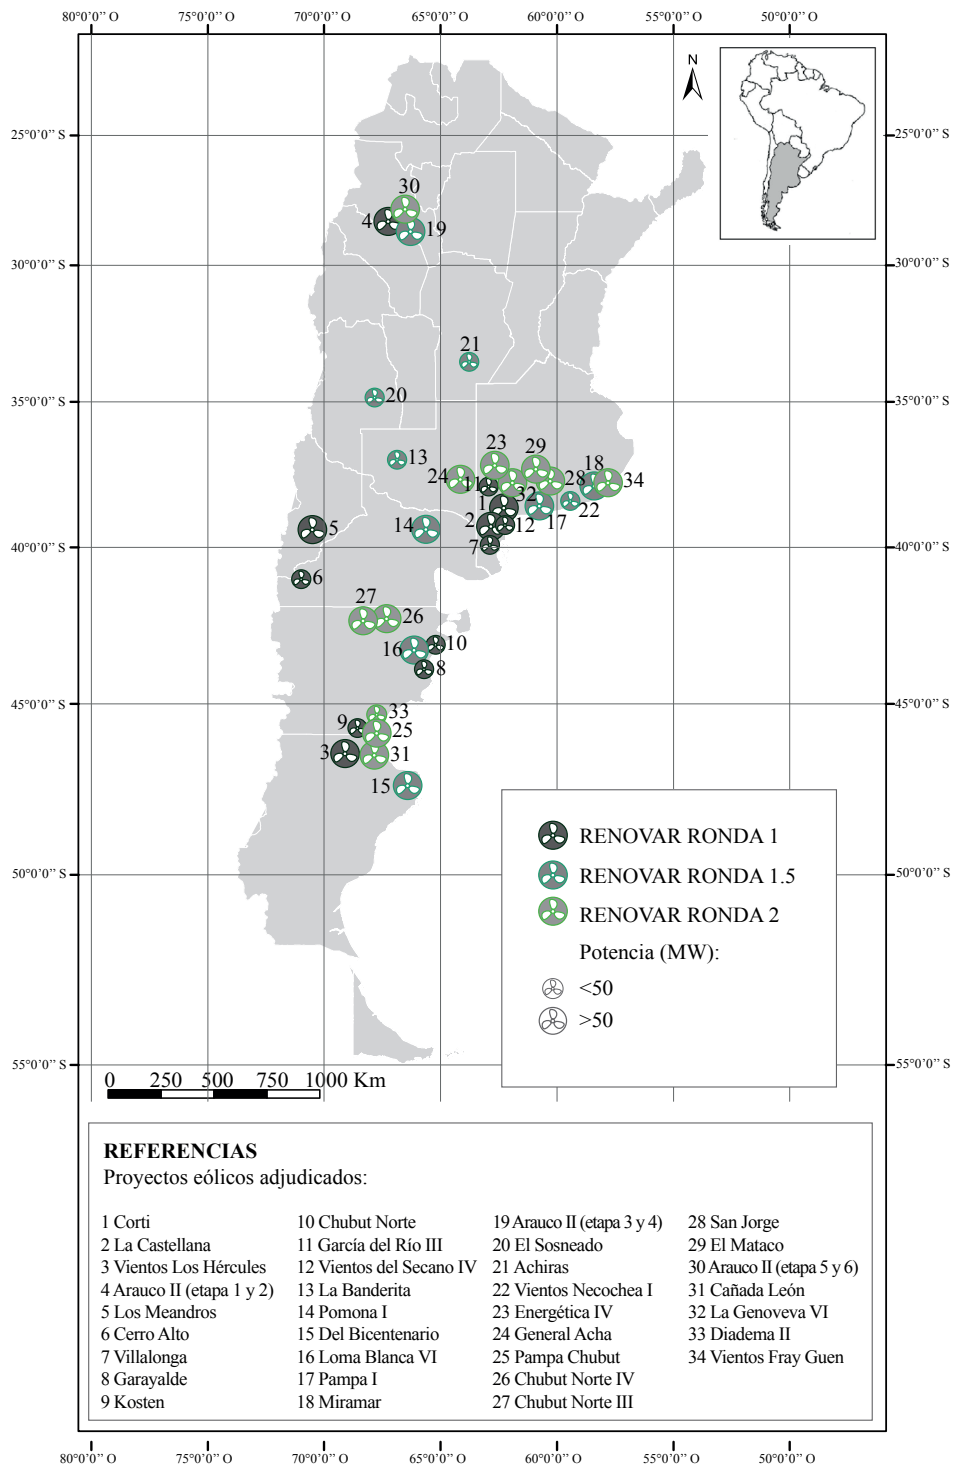 80°0'0'' O 75°0'0'' O 70°0'0'' O 65°0'0'' O 60°0'0'' O 55°0'0'' O 50°0'0'' O
N
25°0'0'' S 25°0'0'' S
30
4
19
30°0'0'' S 30°0'0'' S
21
20
35°0'0'' S 35°0'0'' S
13
23
29
24
11
28
18
34
1
32
22
5
14
2
12
17
7
40°0'0'' S 40°0'0'' S
6
27
26
16
10
8
45°0'0'' S 45°0'0'' S
33
9
25
3
31
15
RENOVAR RONDA 1
50°0'0'' S 50°0'0'' S
RENOVAR RONDA 1.5
RENOVAR RONDA 2
Potencia (MW):
<50
>50
55°0'0'' S 55°0'0'' S
0 250 500 750 1000 Km
REFERENCIAS
Proyectos eólicos adjudicados:
1 Corti
2 La Castellana
3 Vientos Los Hércules
4 Arauco II (etapa 1 y 2)
5 Los Meandros
6 Cerro Alto
7 Villalonga
8 Garayalde
9 Kosten
10 Chubut Norte
11 García del Río III
12 Vientos del Secano IV
13 La Banderita
14 Pomona I
15 Del Bicentenario
16 Loma Blanca VI
17 Pampa I
18 Miramar
19 Arauco II (etapa 3 y 4)
20 El Sosneado
21 Achiras
22 Vientos Necochea I
23 Energética IV
24 General Acha
25 Pampa Chubut
26 Chubut Norte IV
27 Chubut Norte III
28 San Jorge
29 El Mataco
30 Arauco II (etapa 5 y 6)
31 Cañada León
32 La Genoveva VI
33 Diadema II
34 Vientos Fray Guen
80°0'0'' O 75°0'0'' O 70°0'0'' O 65°0'0'' O 60°0'0'' O 55°0'0'' O 50°0'0'' O